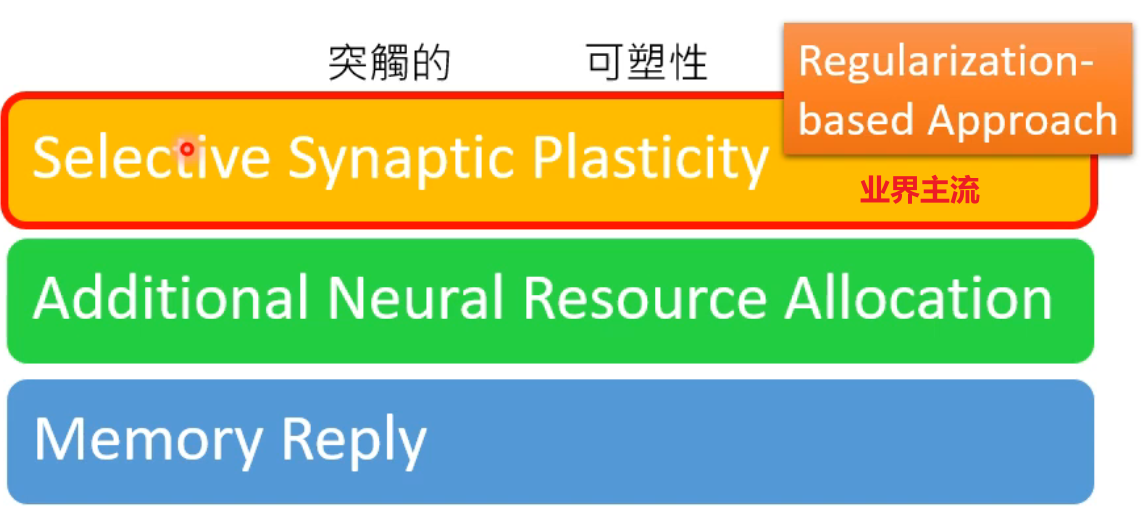 突觸的 可塑性
Regularization-
based Approach
Selective Synaptic Plasticity
业界主流
Additional Neural Resource Allocation
Memory Reply